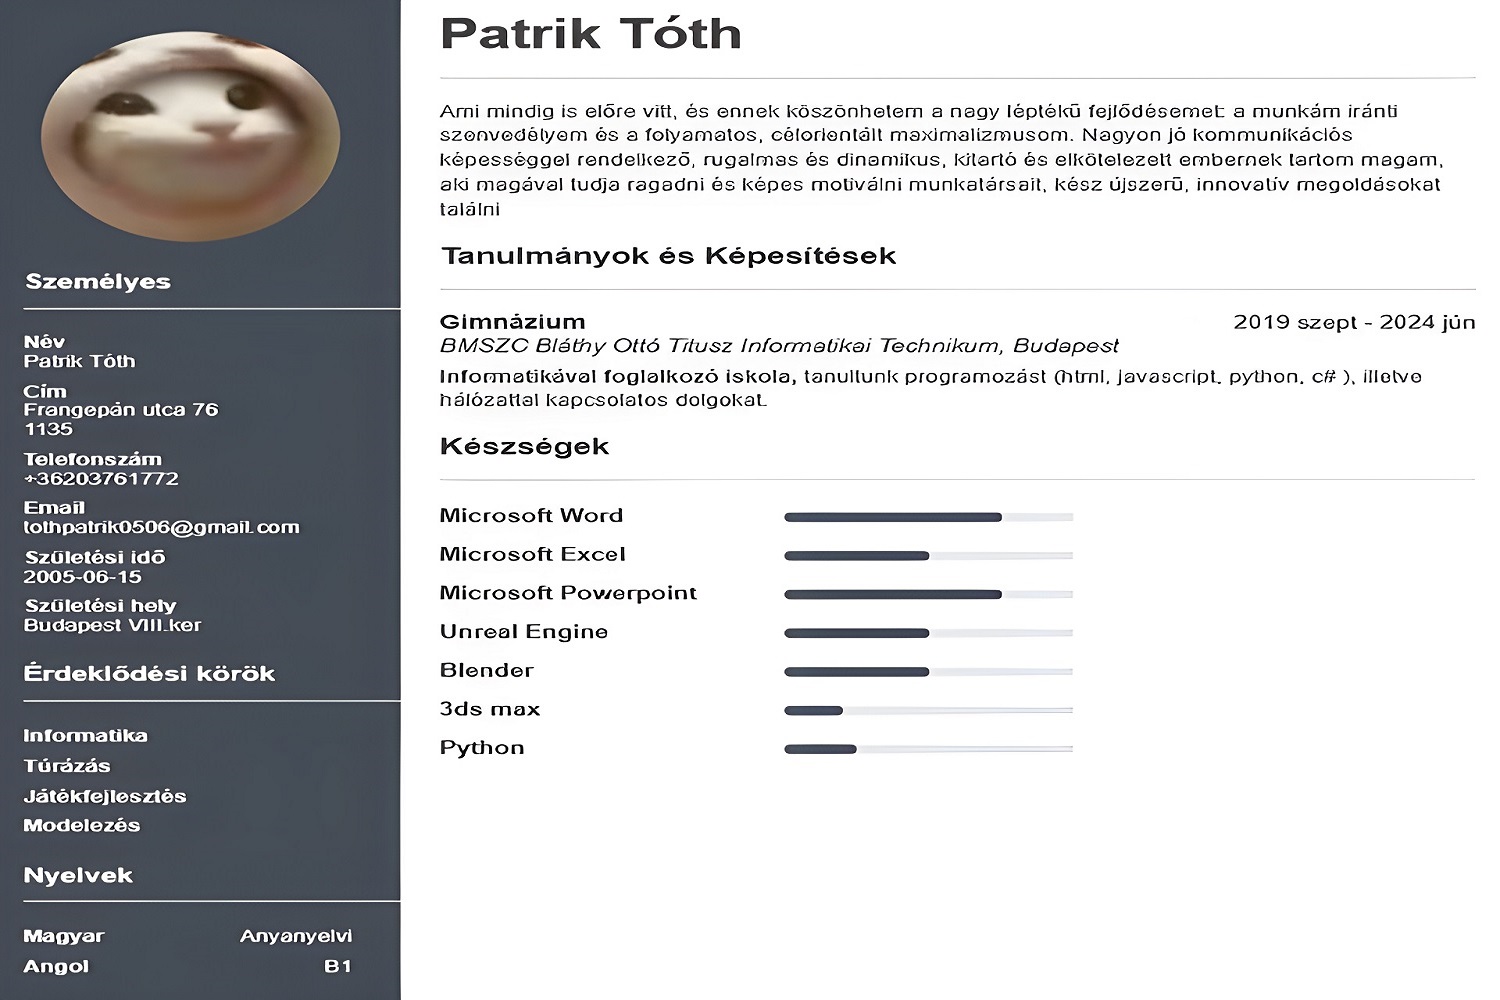 Patrik Tóth
Ami mindig is előre vitt, és ennek köszönhetem a nagy léptékű fejlődésemet: a munkám iránti
szenvedélyem és a folyamatos, célorientált maximalizmusom. Nagyon jó kommunikációs
képességgel rendelkező, rugalmas és dinamikus, kitartó és elkötelezett embernek tartom magam,
aki magával tudja ragadni és képes motiválni munkatársait, kész újszerű, innovatív megoldásokat
találni
Tanulmányok és Képesítések
Gimnázium 2019 szept - 2024 jún
BMSZC Bláthy Ottó Titusz Informatikai Technikum, Budapest
Informatikával foglalkozó iskola, tanultunk programozást (html, javascript, python, c# ), illetve
hálózattal kapcsolatos dolgokat.
Készségek
Microsoft Word
Microsoft Excel
Microsoft Powerpoint
Unreal Engine
Blender
3ds max
Python
Személyes
Név
Patrik Tóth
Cím
Frangepán utca 76
1135
Telefonszám
+36203761772
Email
tothpatrik0506@gmail.com
Születési idő
2005-06-15
Születési hely
Budapest VIII.ker
Érdeklődési körök
Informatika
Túrázás
Játékfejlesztés
Modelezés
Nyelvek
Magyar Anyanyelvi
Angol B1